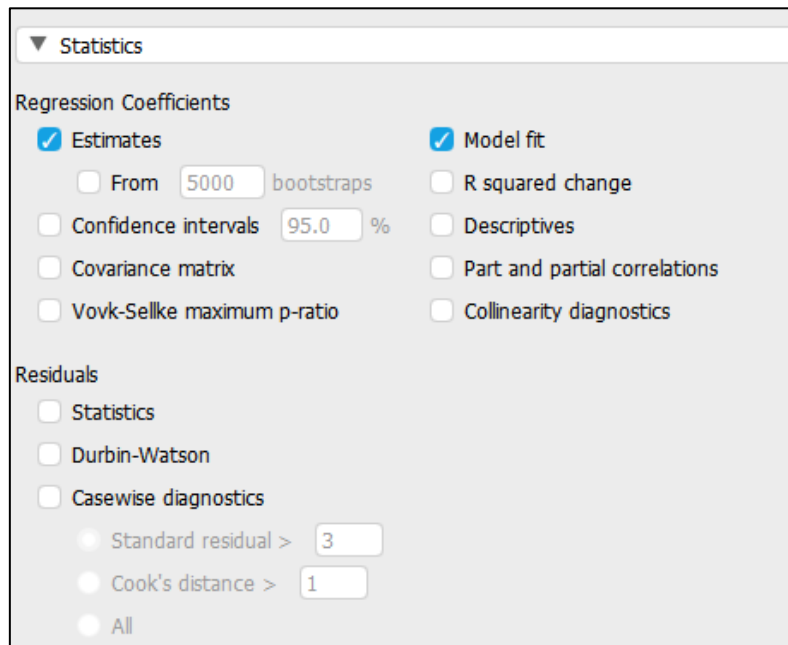 Statistics
Regression Coefficients
Estimates
From 5000 bootstraps
Confidence intervals 95.0 %
Covariance matrix
Vovk-Sellke maximum p-ratio
Model fit
R squared change
Descriptives
Part and partial correlations
Collinearity diagnostics
Residuals
Statistics
Durbin-Watson
Casewise diagnostics
Standard residual > 3
Cook's distance > 1
All